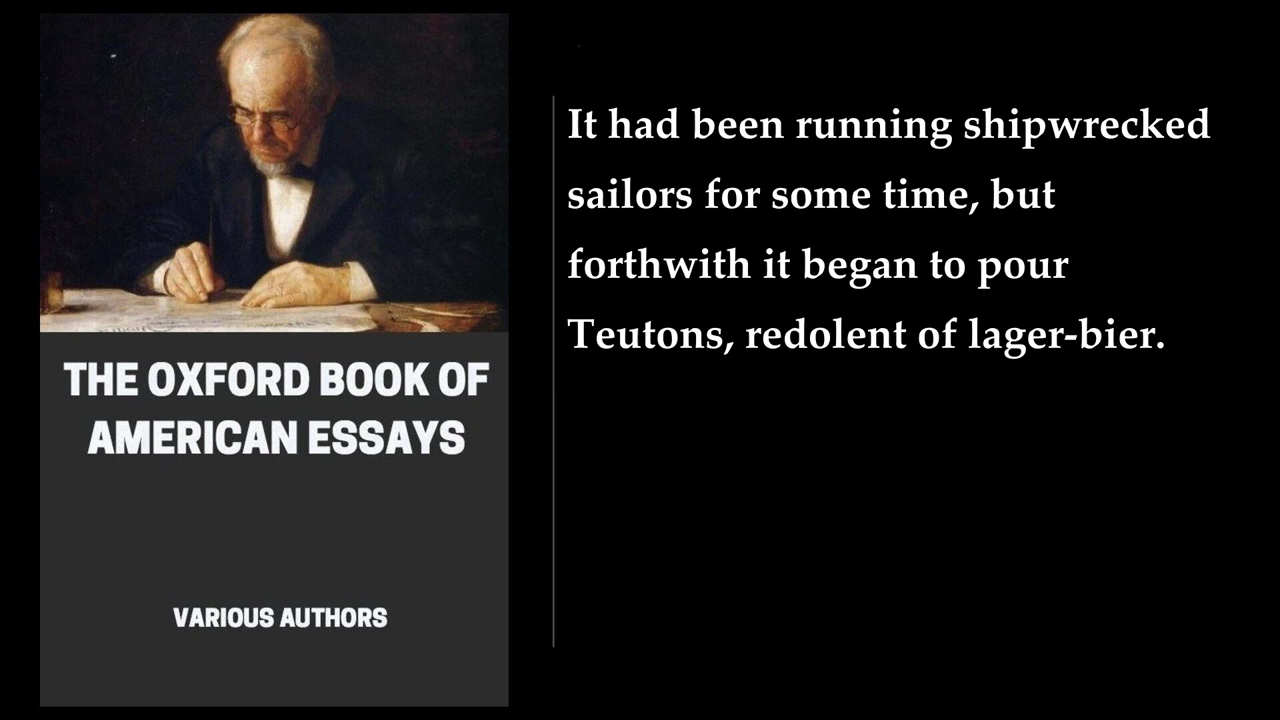 THE OXFORD BOOK OF
AMERICAN ESSAYS
VARIOUS AUTHORS
It had been running shipwrecked
sailors for some time, but
forthwith it began to pour
Teutons, redolent of lager-bier.